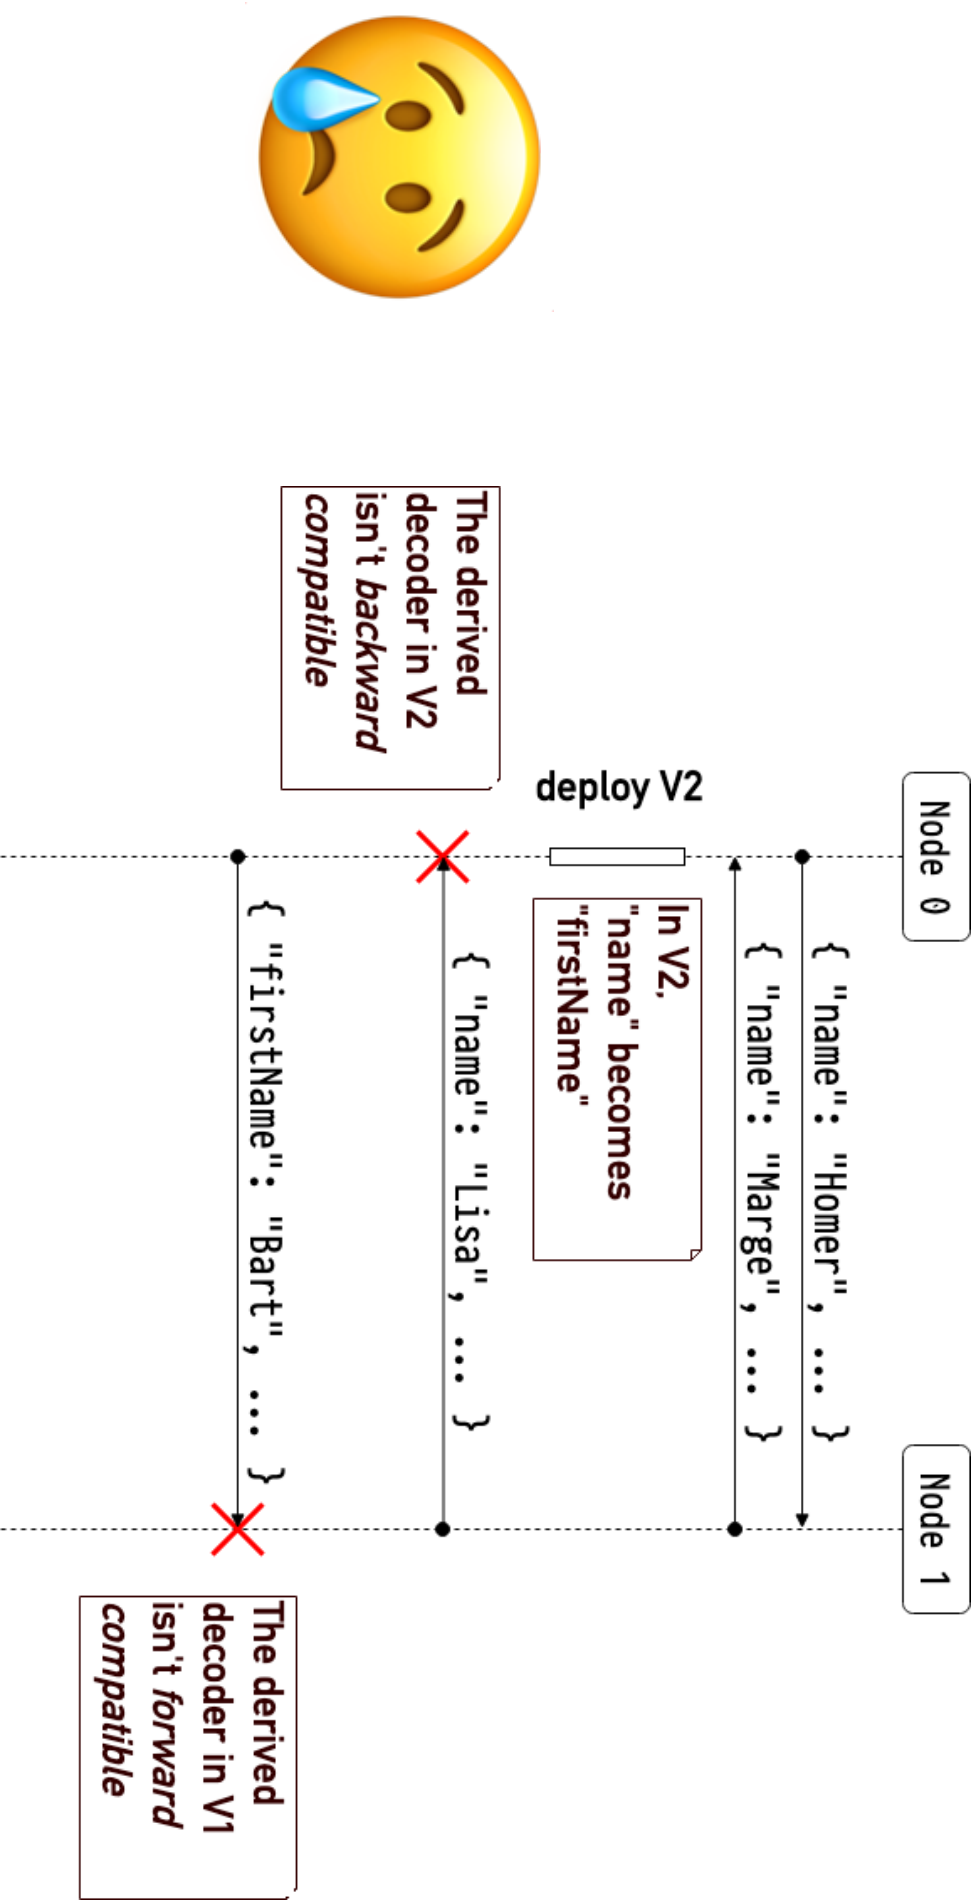 Node 0
Node 1
{ "name": "Homer", ... }
{ "name": "Marge", ... }
deploy V2
In V2,
"name" becomes
"firstName"
{ "name": "Lisa", ... }
The derived
decoder in V2
isn't backward
compatible
{ "firstName": "Bart", ... }
The derived
decoder in V1
isn't forward
compatible